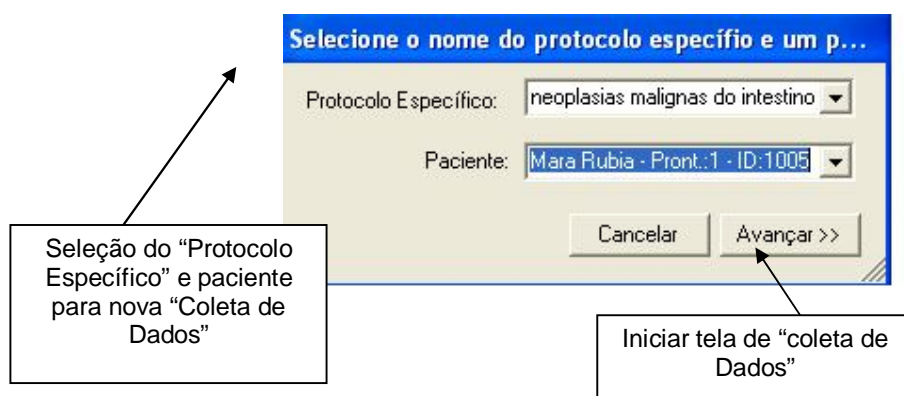 Selecione o nome do protocolo específio e um p...
Protocolo Específico: neoplasias malignas do intestino
Paciente: Mara Rubia - Pront.:1 - ID:1005
Cancelar Avançar >>
Seleção do “Protocolo
Específico” e paciente
para nova “Coleta de
Dados”
Iniciar tela de “coleta de
Dados”